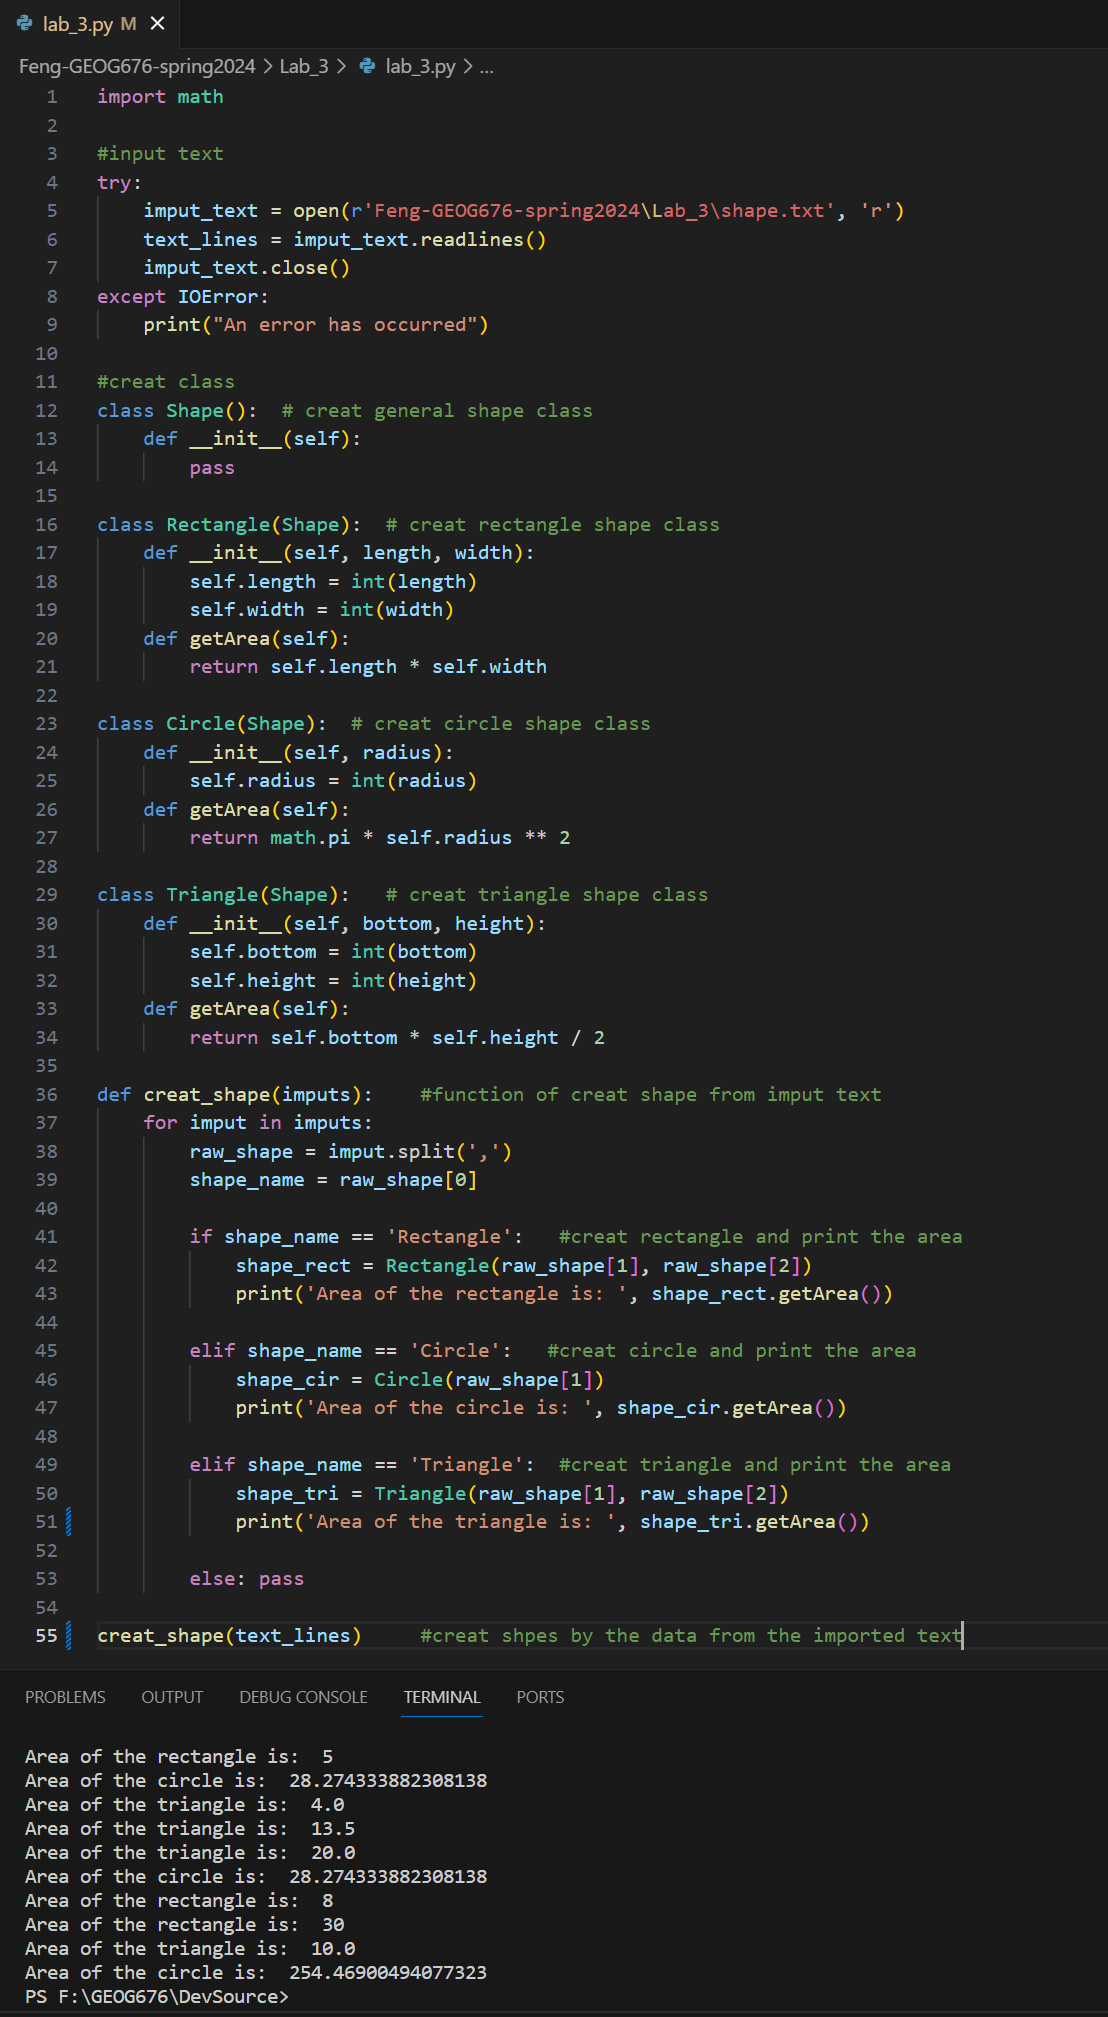 lab_3.py M
Feng-GEOG676-spring2024 > Lab_3 > lab_3.py > ...
1 import math
2
3 #input text
4 try:
5     imput_text = open(r'Feng-GEOG676-spring2024\Lab_3\shape.txt', 'r')
6     text_lines = imput_text.readlines()
7     imput_text.close()
8 except IOError:
9     print("An error has occurred")
10
11 #creat class
12 class Shape():  # creat general shape class
13     def __init__(self):
14         pass
15
16 class Rectangle(Shape):  # creat rectangle shape class
17     def __init__(self, length, width):
18         self.length = int(length)
19         self.width = int(width)
20     def getArea(self):
21         return self.length * self.width
22
23 class Circle(Shape):  # creat circle shape class
24     def __init__(self, radius):
25         self.radius = int(radius)
26     def getArea(self):
27         return math.pi * self.radius ** 2
28
29 class Triangle(Shape):   # creat triangle shape class
30     def __init__(self, bottom, height):
31         self.bottom = int(bottom)
32         self.height = int(height)
33     def getArea(self):
34         return self.bottom * self.height / 2
35
36 def creat_shape(imputs):    #function of creat shape from imput text
37     for imput in imputs:
38         raw_shape = imput.split(',')
39         shape_name = raw_shape[0]
40
41         if shape_name == 'Rectangle':   #creat rectangle and print the area
42             shape_rect = Rectangle(raw_shape[1], raw_shape[2])
43             print('Area of the rectangle is: ', shape_rect.getArea())
44
45         elif shape_name == 'Circle':   #creat circle and print the area
46             shape_cir = Circle(raw_shape[1])
47             print('Area of the circle is: ', shape_cir.getArea())
48
49         elif shape_name == 'Triangle':  #creat triangle and print the area
50             shape_tri = Triangle(raw_shape[1], raw_shape[2])
51             print('Area of the triangle is: ', shape_tri.getArea())
52
53         else: pass
54
55 creat_shape(text_lines)     #creat shpes by the data from the imported text
PROBLEMS OUTPUT DEBUG CONSOLE TERMINAL PORTS
Area of the rectangle is:  5
Area of the circle is:  28.274333882308138
Area of the triangle is:  4.0
Area of the triangle is:  13.5
Area of the triangle is:  20.0
Area of the circle is:  28.274333882308138
Area of the rectangle is:  8
Area of the rectangle is:  30
Area of the triangle is:  10.0
Area of the circle is:  254.46900494077323
PS F:\GEOG676\DevSource>